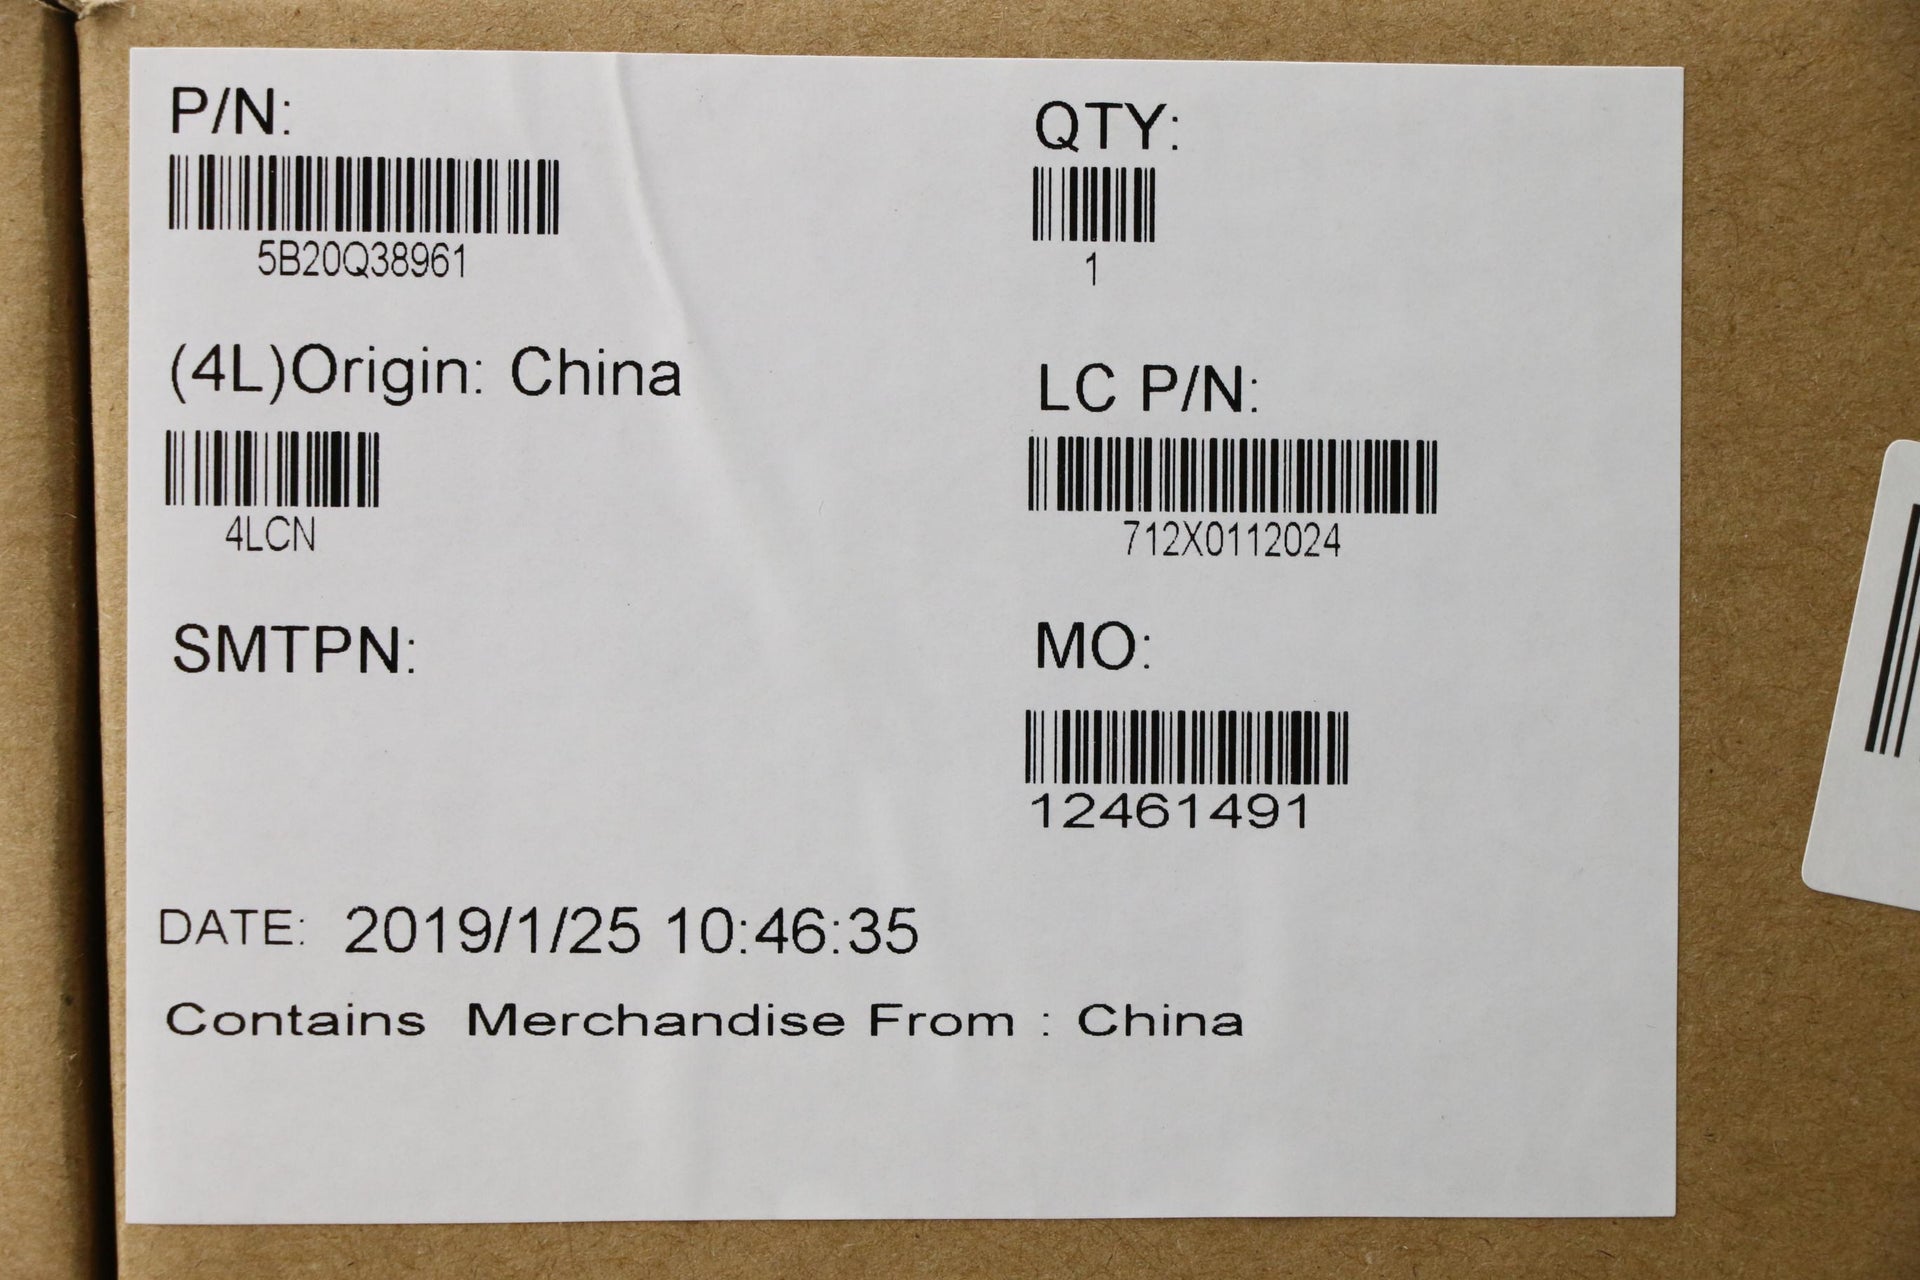 P/N:
5B20Q38961
QTY:
1
(4L)Origin: China
4LCN
LC P/N:
712X0112024
SMTPN:
MO:
12461491
DATE: 2019/1/25 10:46:35
Contains Merchandise From : China